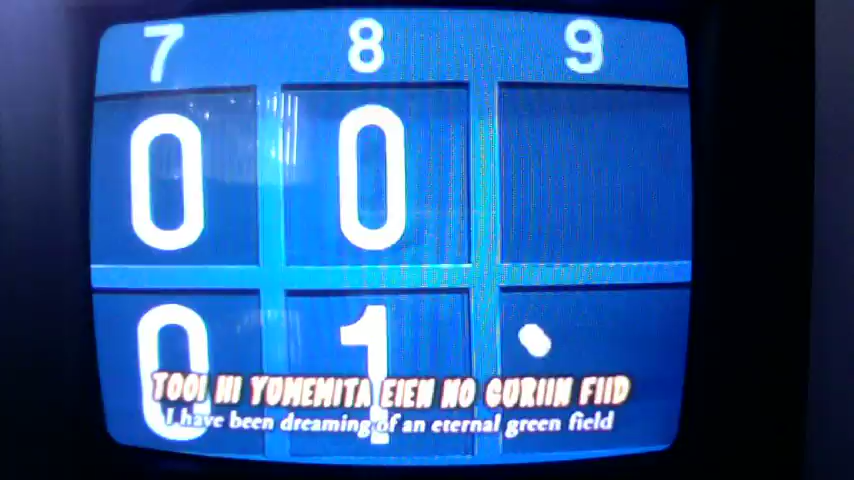 7 8 9
0 0
0 1
TOOI HI YUMEMITA EIEN NO GURIIN FIID
I have been dreaming of an eternal green field